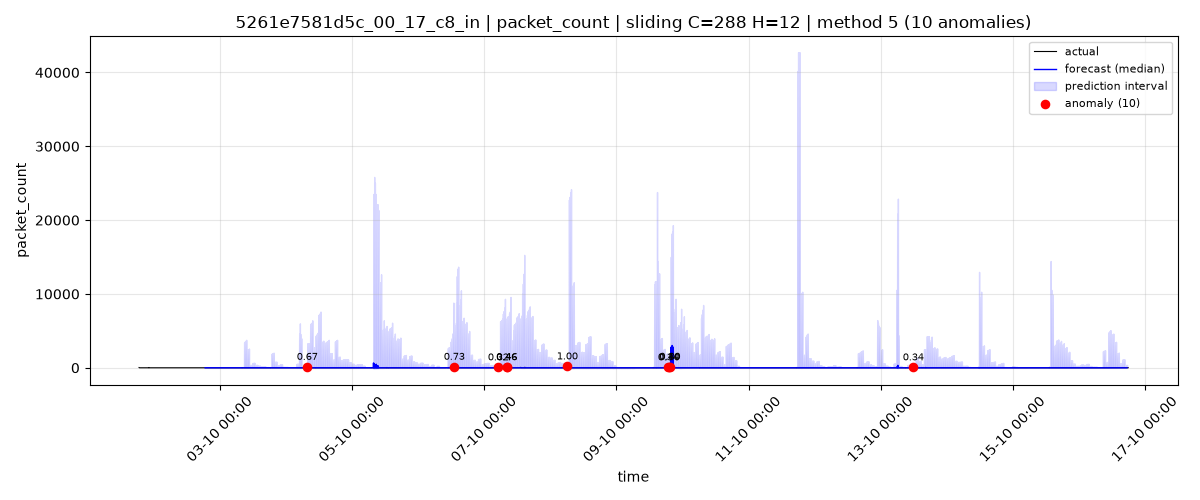 5261e7581d5c_00_17_c8_in | packet_count | sliding C=288 H=12 | method 5 (10 anomalies)
actual
forecast (median)
prediction interval
anomaly (10)
packet_count
40000
30000
20000
10000
0
0.67
0.73
1.00
0.34
03-10 00:00
05-10 00:00
07-10 00:00
09-10 00:00
11-10 00:00
13-10 00:00
15-10 00:00
17-10 00:00
time